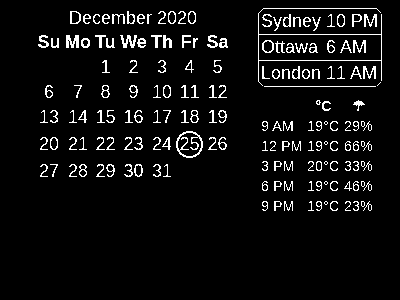 December 2020
Su Mo Tu We Th Fr Sa
1 2 3 4 5
6 7 8 9 10 11 12
13 14 15 16 17 18 19
20 21 22 23 24 25 26
27 28 29 30 31
Sydney 10 PM
Ottawa 6 AM
London 11 AM
°C ☂
9 AM 19°C 29%
12 PM 19°C 66%
3 PM 20°C 33%
6 PM 19°C 46%
9 PM 19°C 23%